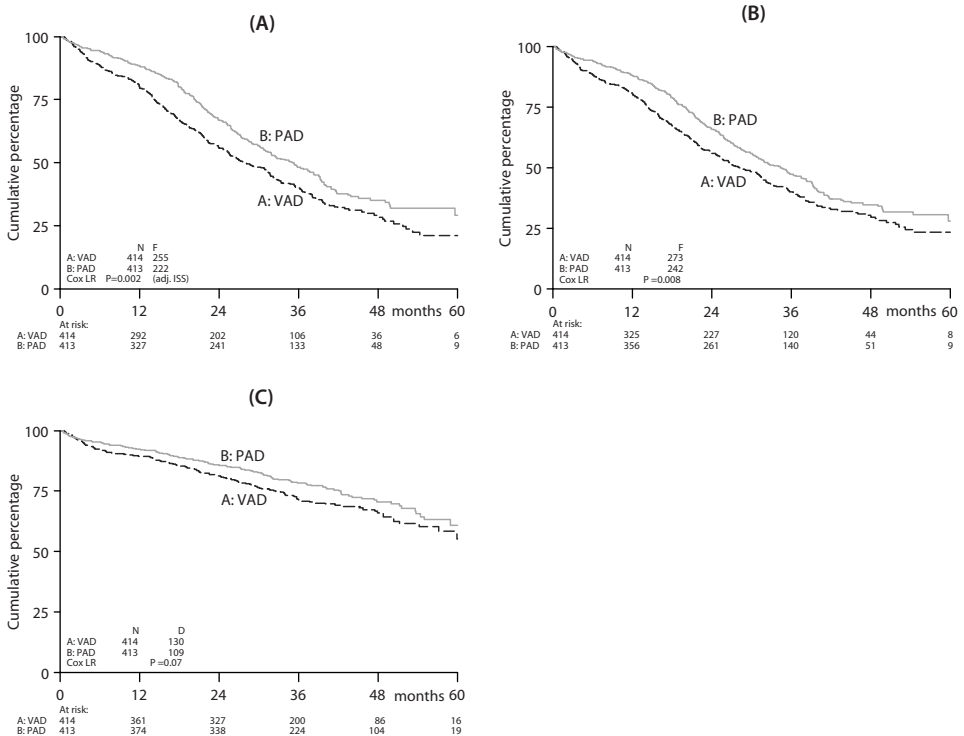 (A)
Cumulative percentage
100
75
50
25
0
B: PAD
A: VAD
N F
A: VAD 414 255
B: PAD 413 222
Cox LR P=0.002 (adj. ISS)
0 12 24 36 48 months 60
At risk:
A: VAD 414 292 202 106 36 6
B: PAD 413 327 241 133 48 9
(B)
Cumulative percentage
100
75
50
25
0
B: PAD
A: VAD
N F
A: VAD 414 273
B: PAD 413 242
Cox LR P=0.008
0 12 24 36 48 months 60
At risk:
A: VAD 414 325 227 120 44 8
B: PAD 413 356 261 140 51 9
(C)
Cumulative percentage
100
75
50
25
0
B: PAD
A: VAD
N D
A: VAD 414 130
B: PAD 413 109
Cox LR P =0.07
0 12 24 36 48 months 60
At risk:
A: VAD 414 361 327 200 86 16
B: PAD 413 374 338 224 104 19